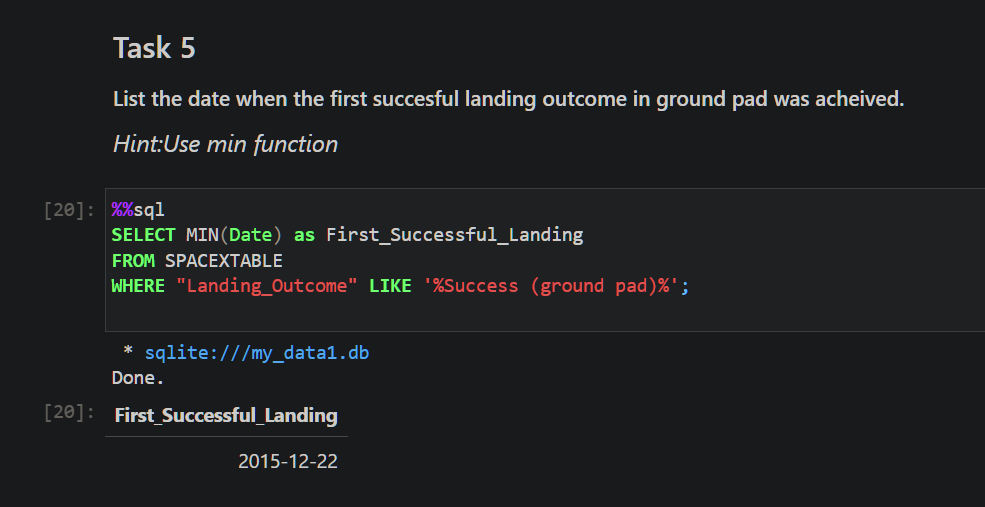 Task 5
List the date when the first succesful landing outcome in ground pad was acheived.
Hint:Use min function
[20]:
%%sql
SELECT MIN(Date) as First_Successful_Landing
FROM SPACEXTABLE
WHERE "Landing_Outcome" LIKE '%Success (ground pad)%';
* sqlite:///my_data1.db
Done.
[20]:
First_Successful_Landing
2015-12-22